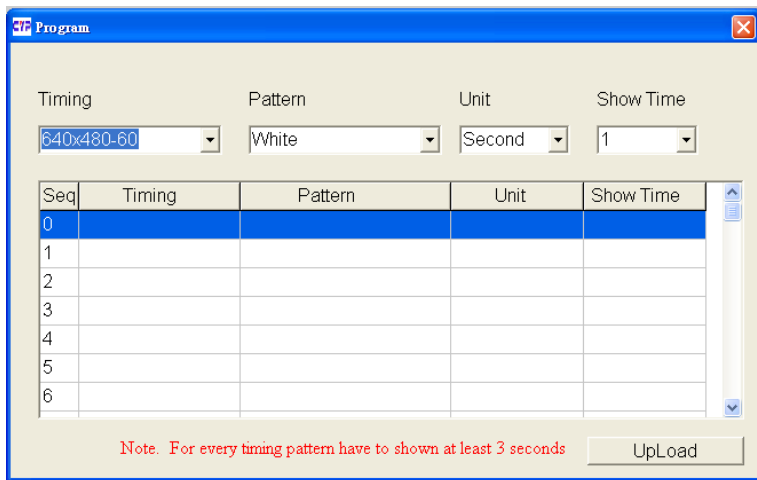 CYP Program
Timing Pattern Unit Show Time
640x480-60 White Second 1
Seq Timing Pattern Unit Show Time
0
1
2
3
4
5
6
Note. For every timing pattern have to shown at least 3 seconds
UpLoad